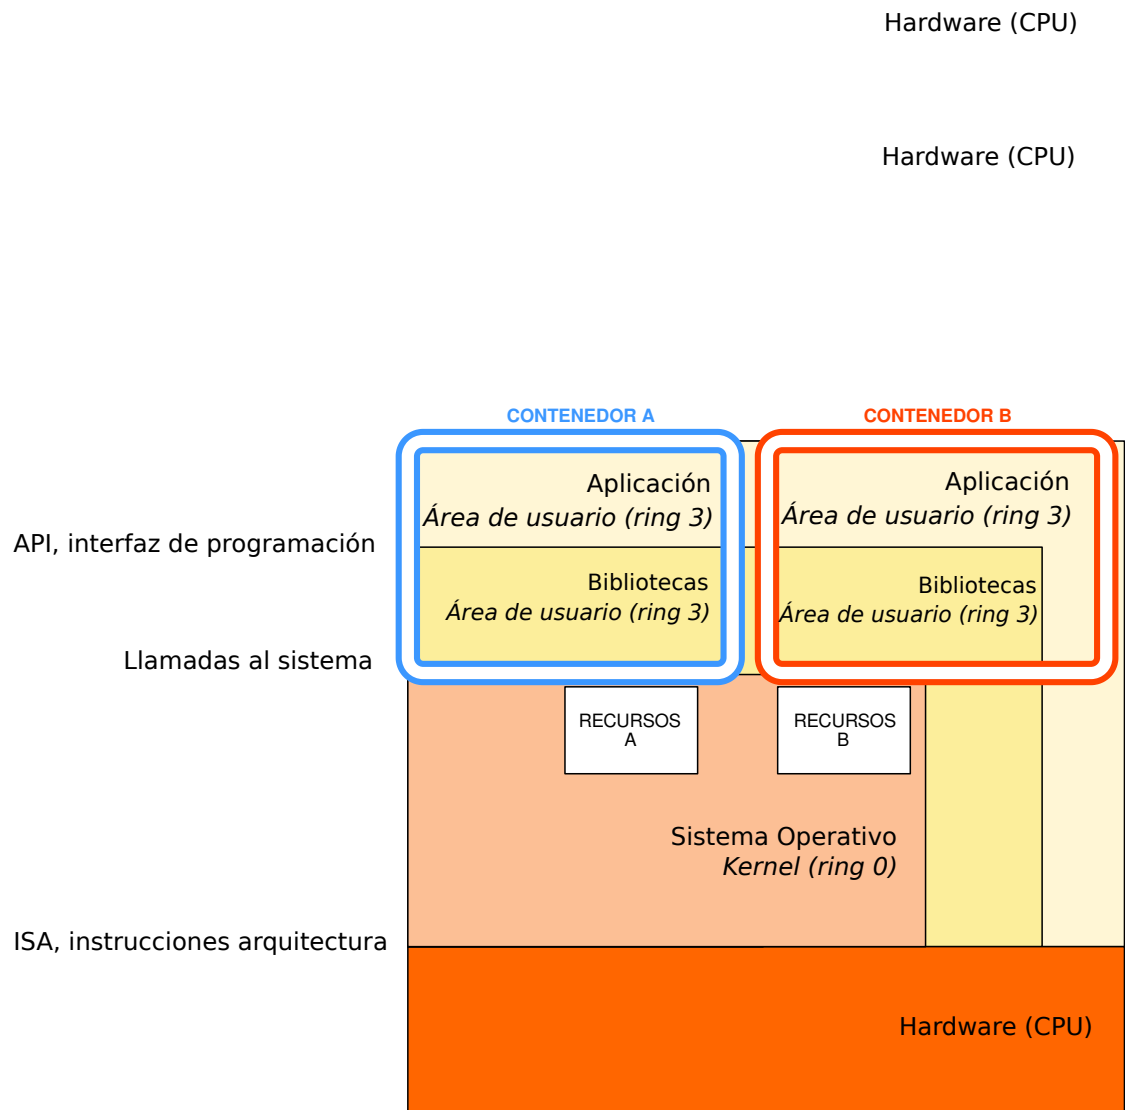 Hardware (CPU)
Hardware (CPU)
CONTENEDOR A
CONTENEDOR B
Aplicación
Área de usuario (ring 3)
Aplicación
Área de usuario (ring 3)
API, interfaz de programación
Bibliotecas
Área de usuario (ring 3)
Bibliotecas
Área de usuario (ring 3)
Llamadas al sistema
RECURSOS
A
RECURSOS
B
Sistema Operativo
Kernel (ring 0)
ISA, instrucciones arquitectura
Hardware (CPU)